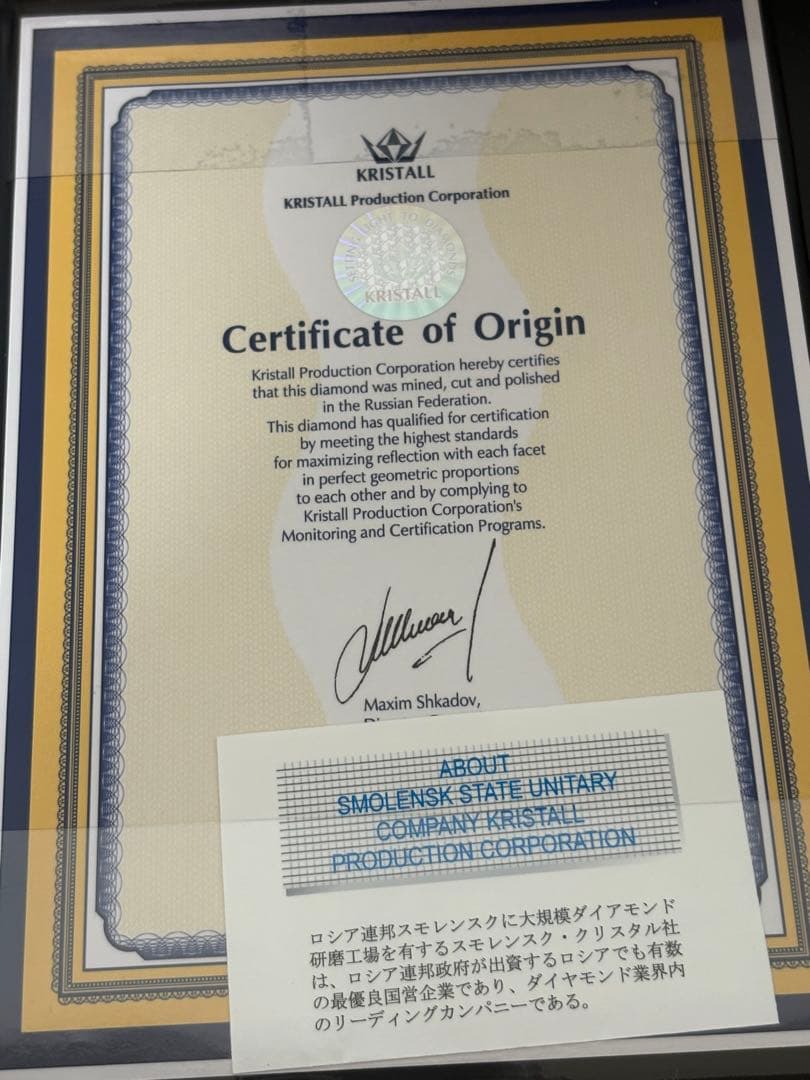 KRISTALL
KRISTALL Production Corporation
SETTING LIGHT TO DIAMONDS
KRISTALL
Certificate of Origin
Kristall Production Corporation hereby certifies
that this diamond was mined, cut and polished
in the Russian Federation.
This diamond has qualified for certification
by meeting the highest standards
for maximizing reflection with each facet
in perfect geometric proportions
to each other and by complying to
Kristall Production Corporation's
Monitoring and Certification Programs.
Maxim Shkadov,
ABOUT
SMOLENSK STATE UNITARY
COMPANY KRISTALL
PRODUCTION CORPORATION
ロシア連邦スモレンスクに大規模ダイアモンド
研磨工場を有するスモレンスク・クリスタル社
は、ロシア連邦政府が出資するロシアでも有数
の最優良国営企業であり、ダイヤモンド業界内
のリーディングカンパニーである。